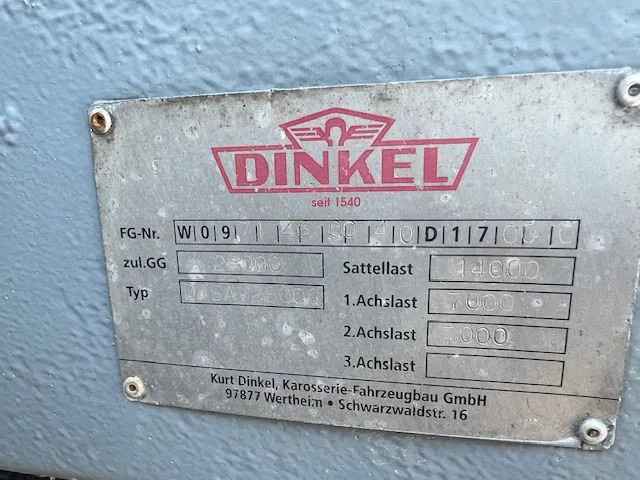 DINKEL
seit 1540
FG-Nr. W09 D17
zul.GG Sattellast 14000
Typ 1.Achslast
2.Achslast
3.Achslast
Kurt Dinkel, Karosserie-Fahrzeugbau GmbH
97877 Wertheim • Schwarzwaldstr. 16